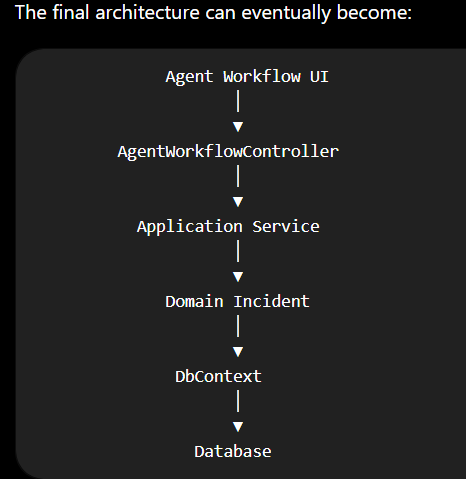 The final architecture can eventually become:
Agent Workflow UI
AgentWorkflowController
Application Service
Domain Incident
DbContext
Database